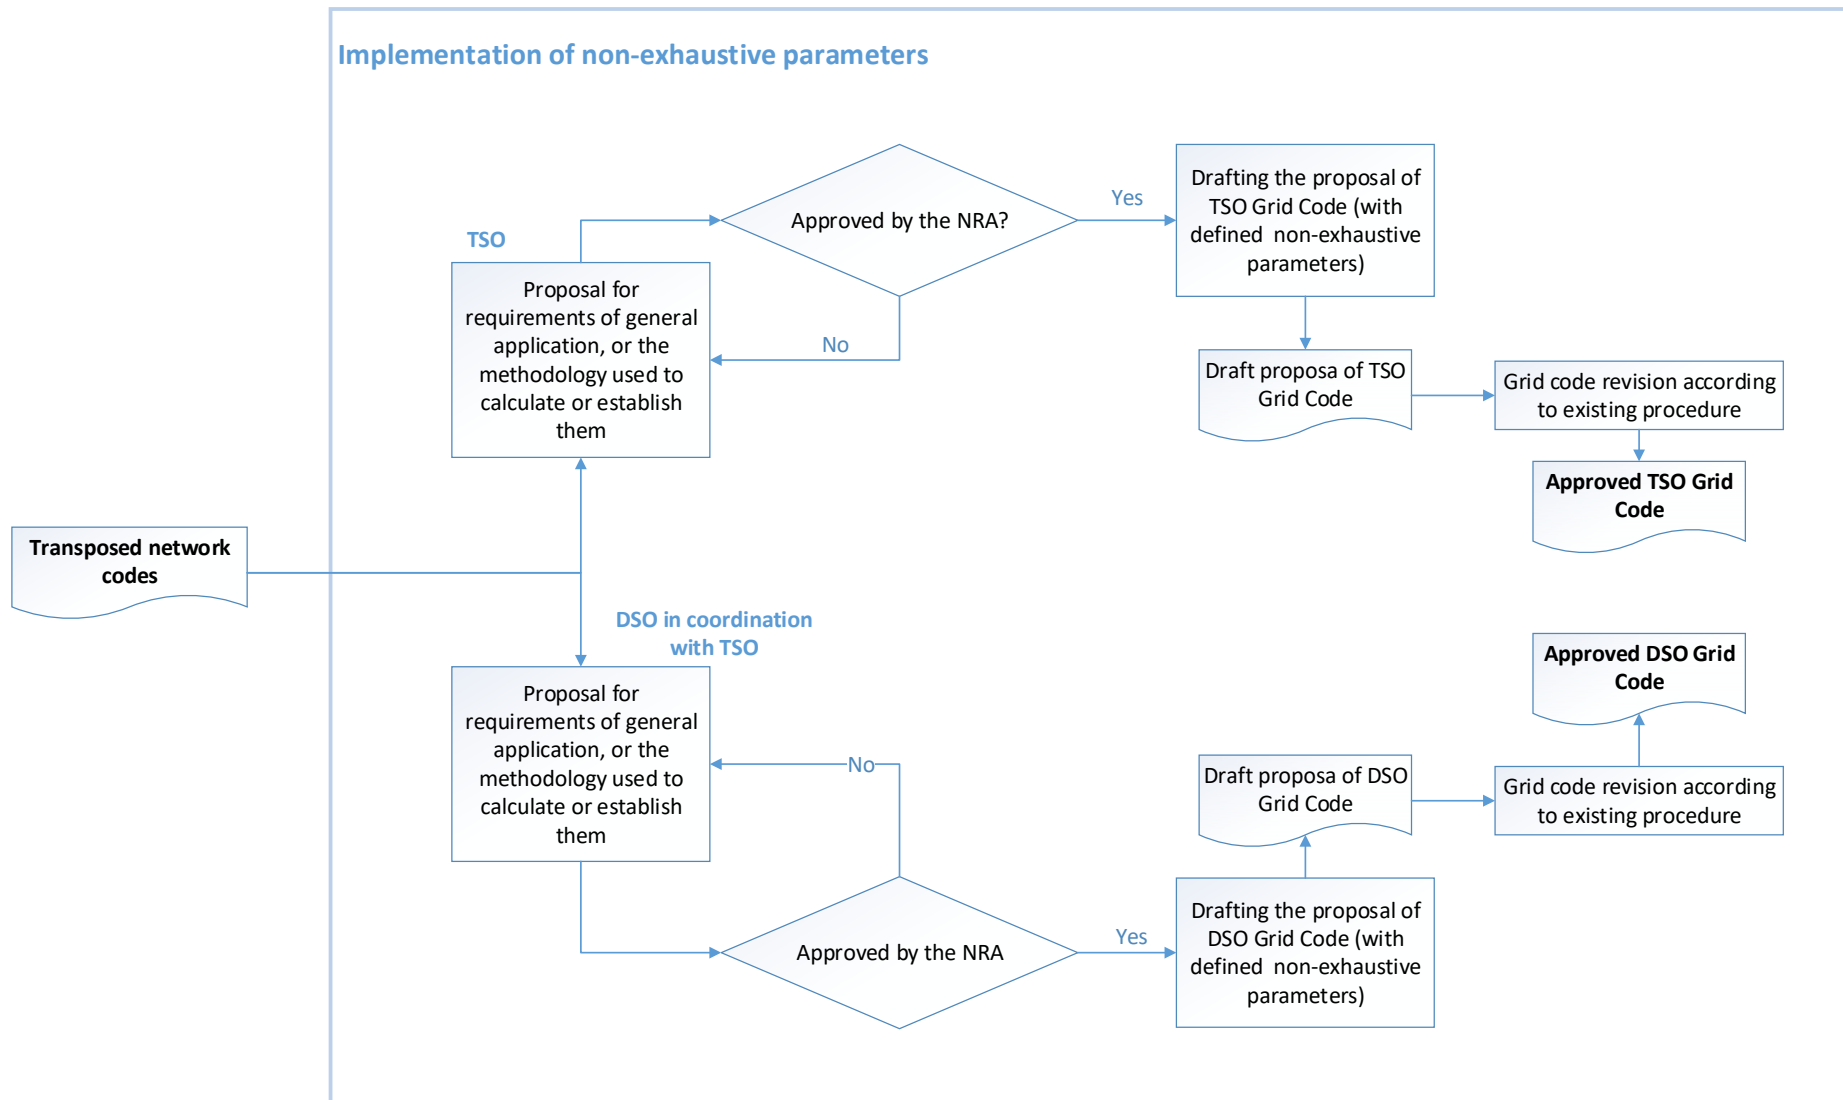 Implementation of non-exhaustive parameters
TSO
Proposal for
requirements of general
application, or the
methodology used to
calculate or establish
them
Approved by the NRA?
No
Yes
Drafting the proposal of
TSO Grid Code (with
defined  non-exhaustive
parameters)
Draft proposa of TSO
Grid Code
Grid code revision according
to existing procedure
Approved TSO Grid
Code
Transposed network
codes
DSO in coordination
with TSO
Proposal for
requirements of general
application, or the
methodology used to
calculate or establish
them
Approved by the NRA
No
Yes
Drafting the proposal of
DSO Grid Code (with
defined  non-exhaustive
parameters)
Draft proposa of DSO
Grid Code
Grid code revision according
to existing procedure
Approved DSO Grid
Code